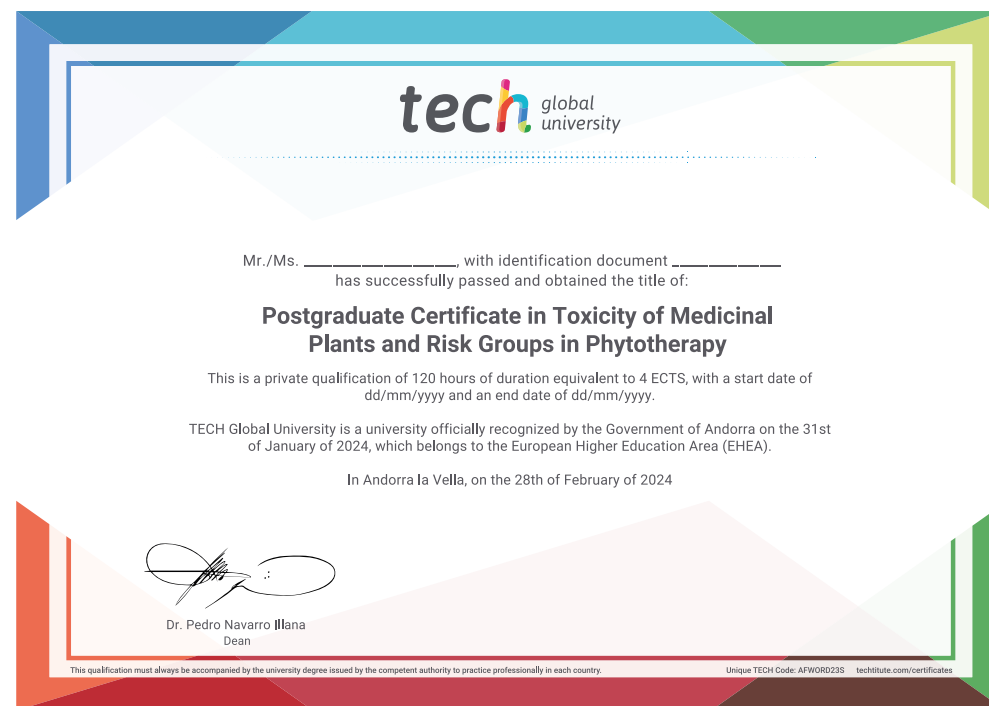 tech global university
Mr./Ms. ____________________, with identification document ______________
has successfully passed and obtained the title of:
Postgraduate Certificate in Toxicity of Medicinal
Plants and Risk Groups in Phytotherapy
This is a private qualification of 120 hours of duration equivalent to 4 ECTS, with a start date of
dd/mm/yyyy and an end date of dd/mm/yyyy.
TECH Global University is a university officially recognized by the Government of Andorra on the 31st
of January of 2024, which belongs to the European Higher Education Area (EHEA).
In Andorra la Vella, on the 28th of February of 2024
Dr. Pedro Navarro Illana
Dean
This qualification must always be accompanied by the university degree issued by the competent authority to practice professionally in each country.
Unique TECH Code: AFWORD23S techtitute.com/certificates